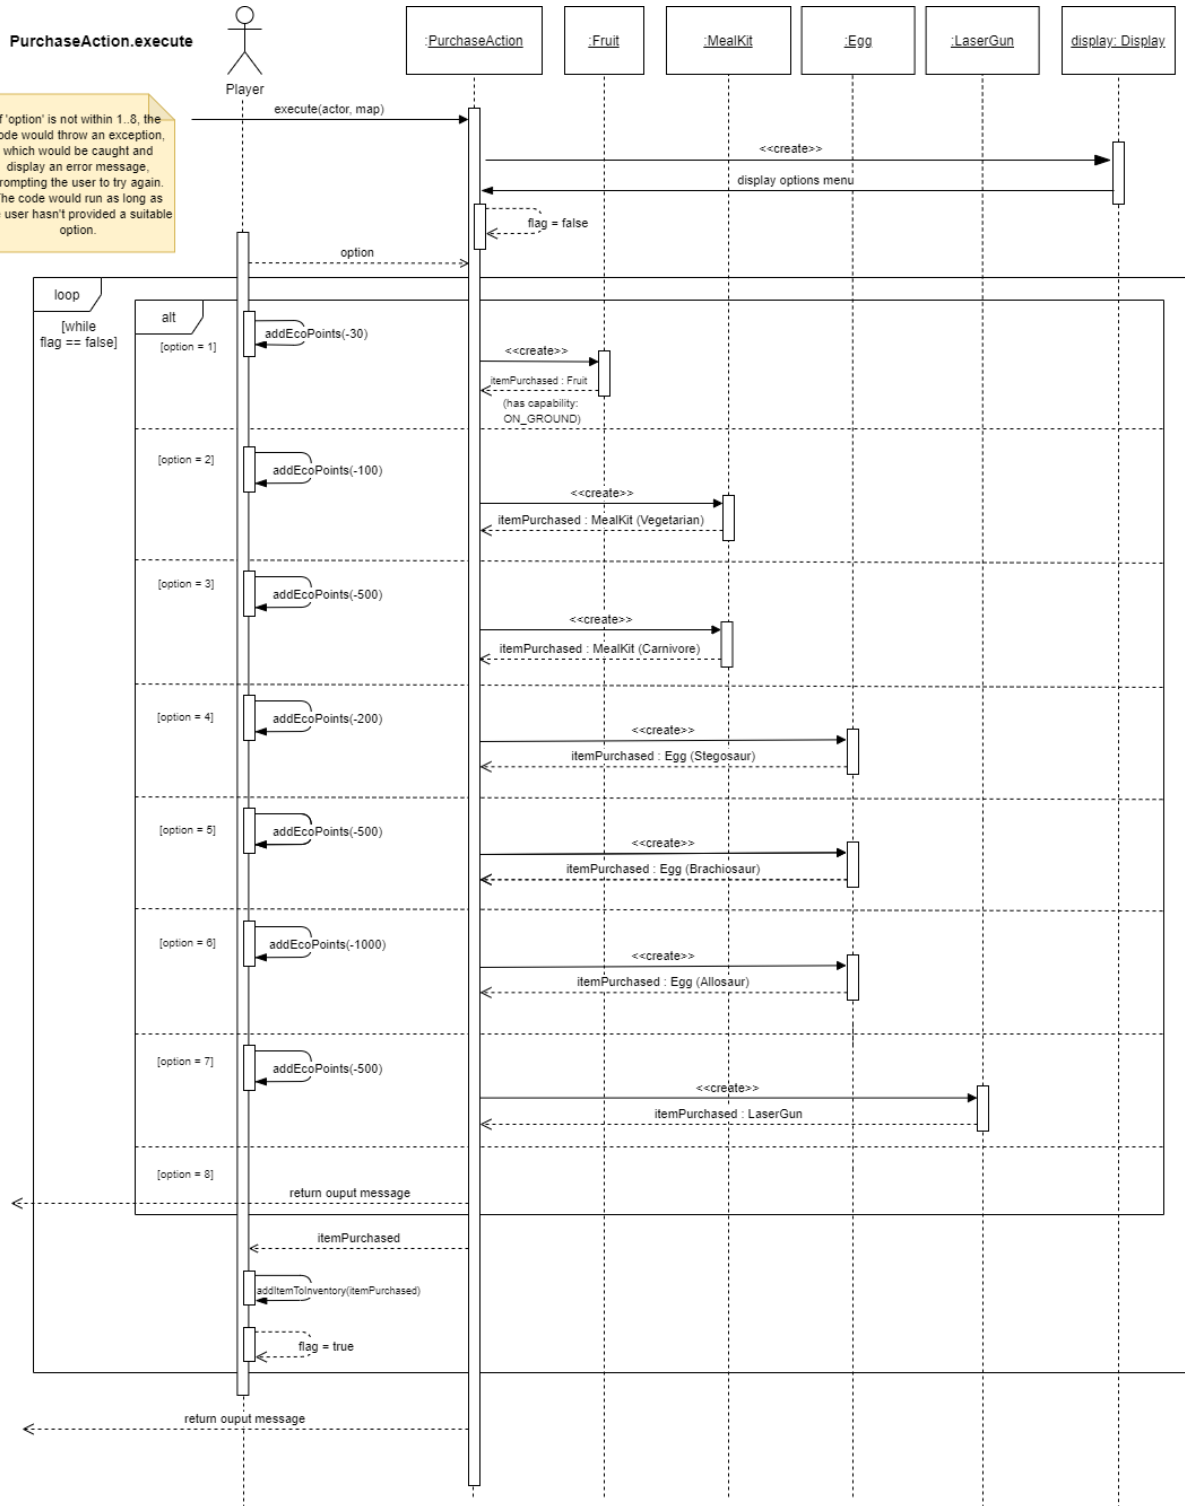 PurchaseAction.execute
Player
:PurchaseAction
:Fruit
:MealKit
:Egg
:LaserGun
display: Display
f 'option' is not within 1..8, the
ode would throw an exception,
which would be caught and
display an error message,
rompting the user to try again.
he code would run as long as
user hasn't provided a suitable
option.
execute(actor, map)
<<create>>
display options menu
flag = false
option
loop
[while
flag == false]
alt
[option = 1]
addEcoPoints(-30)
<<create>>
itemPurchased : Fruit
(has capability:
ON_GROUND)
[option = 2]
addEcoPoints(-100)
<<create>>
itemPurchased : MealKit (Vegetarian)
[option = 3]
addEcoPoints(-500)
<<create>>
itemPurchased : MealKit (Carnivore)
[option = 4]
addEcoPoints(-200)
<<create>>
itemPurchased : Egg (Stegosaur)
[option = 5]
addEcoPoints(-500)
<<create>>
itemPurchased : Egg (Brachiosaur)
[option = 6]
addEcoPoints(-1000)
<<create>>
itemPurchased : Egg (Allosaur)
[option = 7]
addEcoPoints(-500)
<<create>>
itemPurchased : LaserGun
[option = 8]
return ouput message
itemPurchased
addItemToInventory(itemPurchased)
flag = true
return ouput message